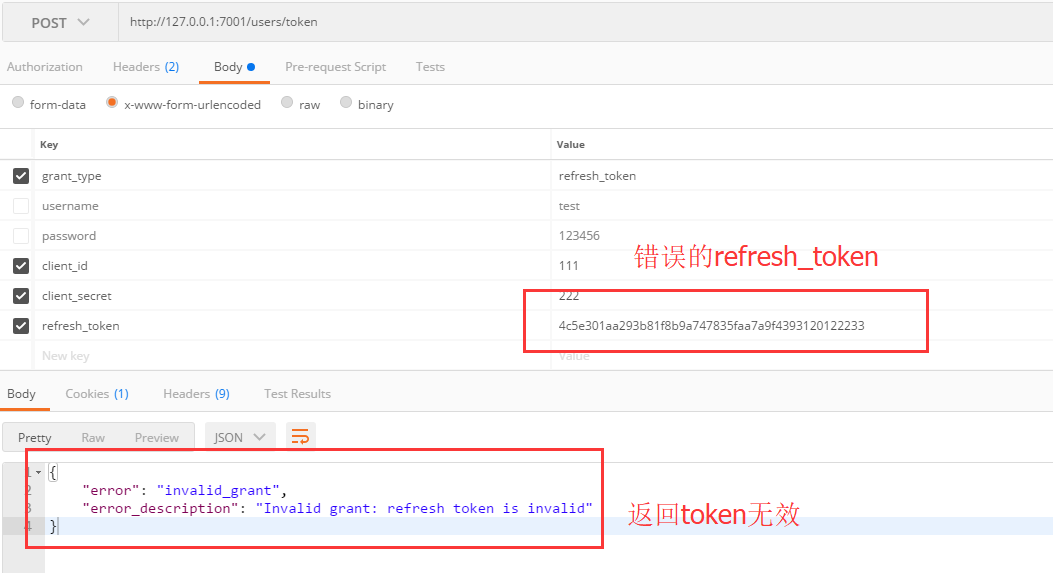 POST http://127.0.0.1:7001/users/token
Authorization Headers (2) Body Pre-request Script Tests
form-data x-www-form-urlencoded raw binary
Key Value
grant_type refresh_token
username test
password 123456
错误的refresh_token
client_id 111
client_secret 222
refresh_token 4c5e301aa293b81f8b9a747835faa7a9f4393120122233
New key Value
Body Cookies (1) Headers (9) Test Results
Pretty Raw Preview JSON
1 {
2 "error": "invalid_grant",
3 "error_description": "Invalid grant: refresh token is invalid"
4 }
返回token无效